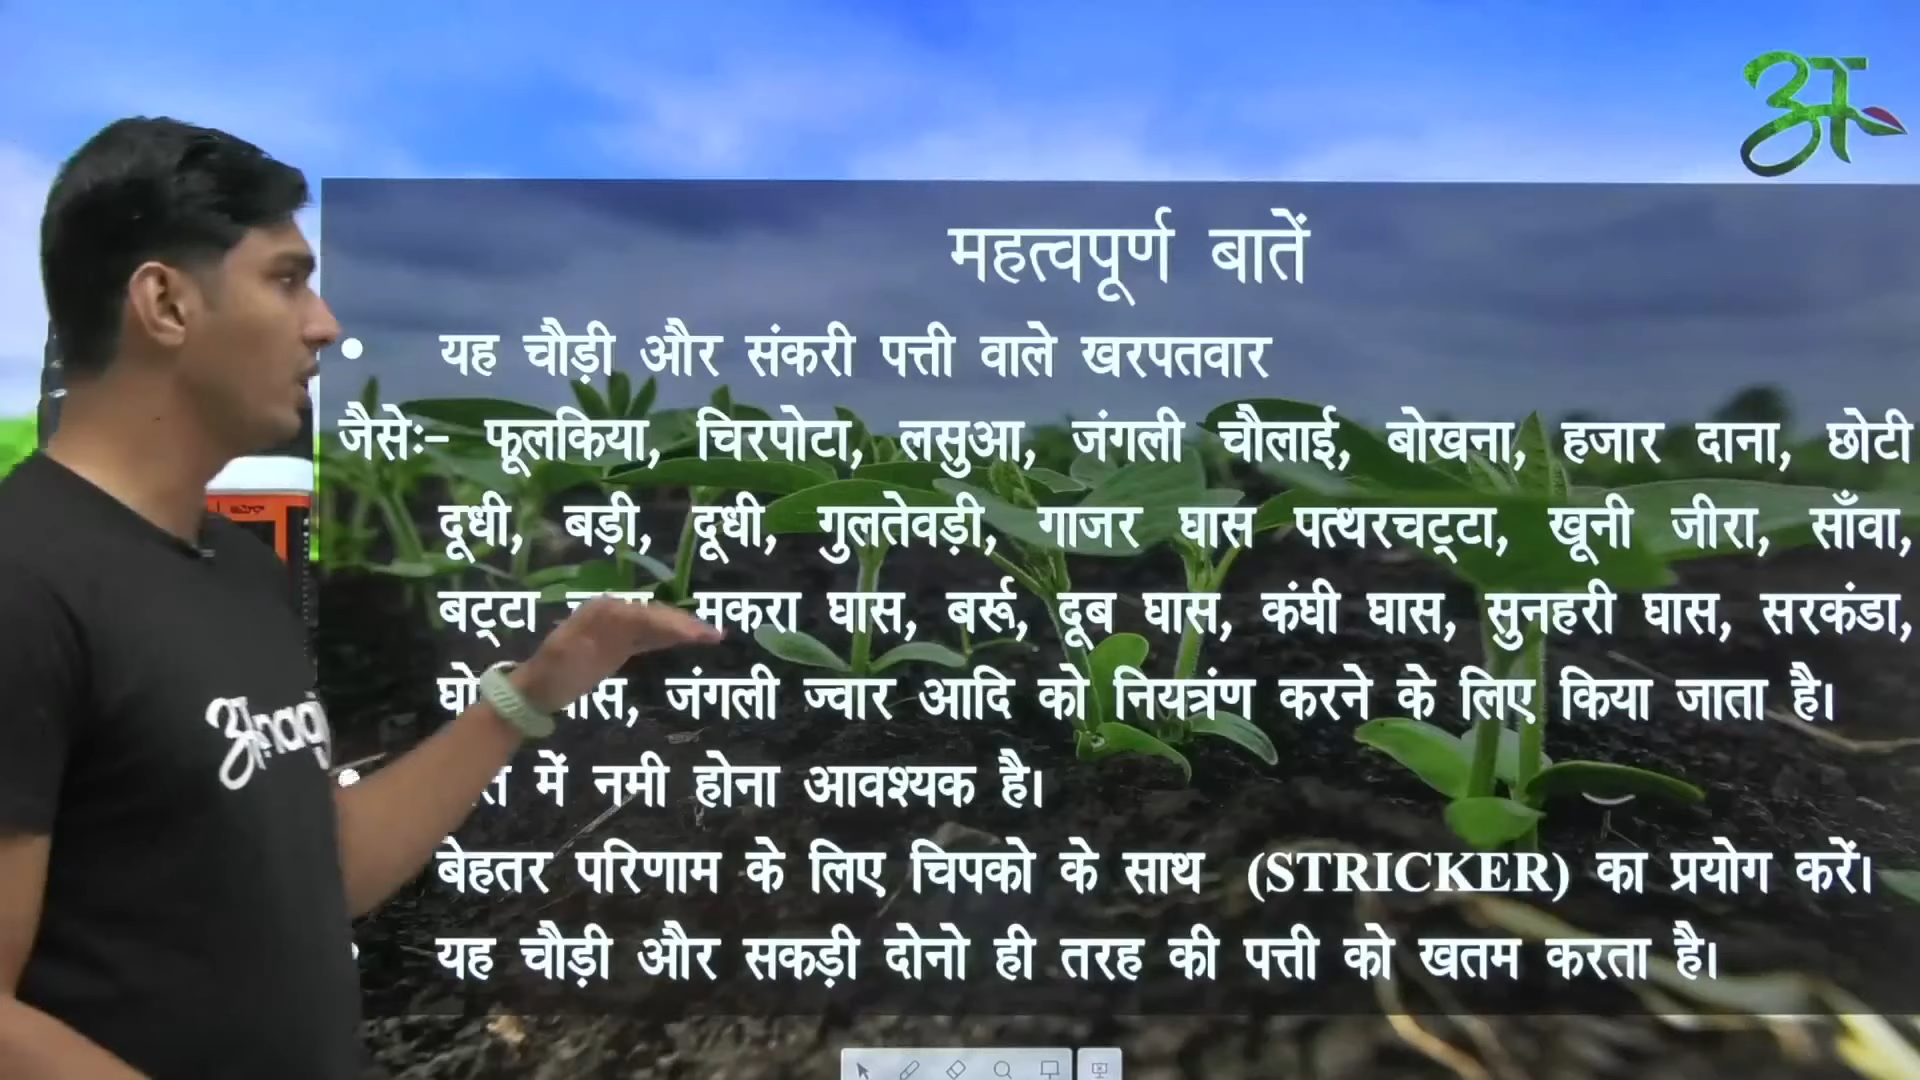 अ
महत्वपूर्ण बातें
• यह चौड़ी और संकरी पत्ती वाले खरपतवार
जैसेः– फूलकिया, चिरपोटा, लसुआ, जंगली चौलाई, बोखना, हजार दाना, छोटी
दूधी, बड़ी, दूधी, गुलतेवड़ी, गाजर घास पत्थरचट्टा, खूनी जीरा, साँवा,
बट्टा मकरा घास, बर्रू, दूब घास, कंघी घास, सुनहरी घास, सरकंडा,
जंगली ज्वार आदि को नियत्रंण करने के लिए किया जाता है।
• में नमी होना आवश्यक है।
बेहतर परिणाम के लिए चिपको के साथ (STRICKER) का प्रयोग करें।
• यह चौड़ी और सकड़ी दोनो ही तरह की पत्ती को खतम करता है।